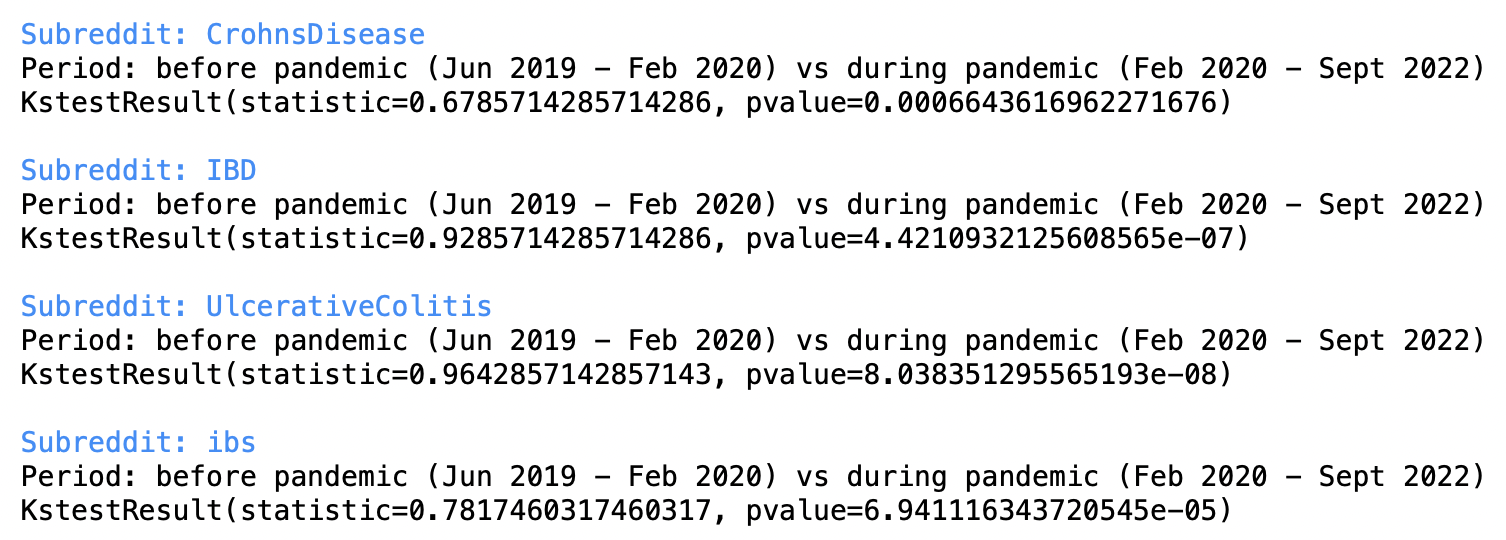 Subreddit: CrohnsDisease
Period: before pandemic (Jun 2019 – Feb 2020) vs during pandemic (Feb 2020 – Sept 2022)
KstestResult(statistic=0.6785714285714286, pvalue=0.0006643616962271676)
Subreddit: IBD
Period: before pandemic (Jun 2019 – Feb 2020) vs during pandemic (Feb 2020 – Sept 2022)
KstestResult(statistic=0.9285714285714286, pvalue=4.4210932125608565e-07)
Subreddit: UlcerativeColitis
Period: before pandemic (Jun 2019 – Feb 2020) vs during pandemic (Feb 2020 – Sept 2022)
KstestResult(statistic=0.9642857142857143, pvalue=8.038351295565193e-08)
Subreddit: ibs
Period: before pandemic (Jun 2019 – Feb 2020) vs during pandemic (Feb 2020 – Sept 2022)
KstestResult(statistic=0.7817460317460317, pvalue=6.941116343720545e-05)